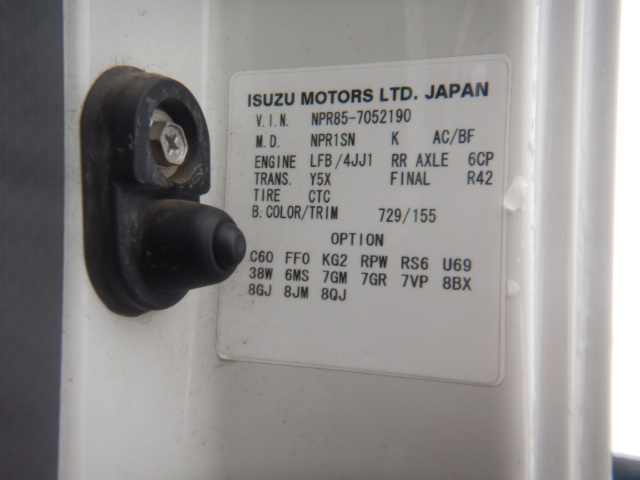 ISUZU MOTORS LTD. JAPAN
V.I.N. NPR85-7052190
M.D. NPR1SN K AC/BF
ENGINE LFB/4JJ1 RR AXLE 6CP
TRANS. Y5X FINAL R42
TIRE CTC
B.COLOR/TRIM 729/155
OPTION
C60 FF0 KG2 RPW RS6 U69
38W 6MS 7GM 7GR 7VP 8BX
8GJ 8JM 8QJ